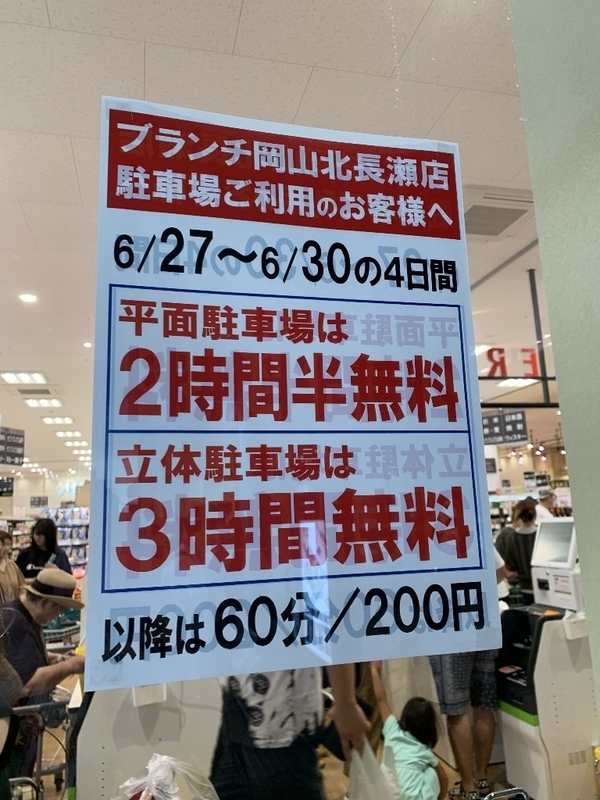 ブランチ岡山北長瀬店
駐車場ご利用のお客様へ
6/27〜6/30の4日間
平面駐車場は
2時間半無料
立体駐車場は
3時間無料
以降は60分/200円